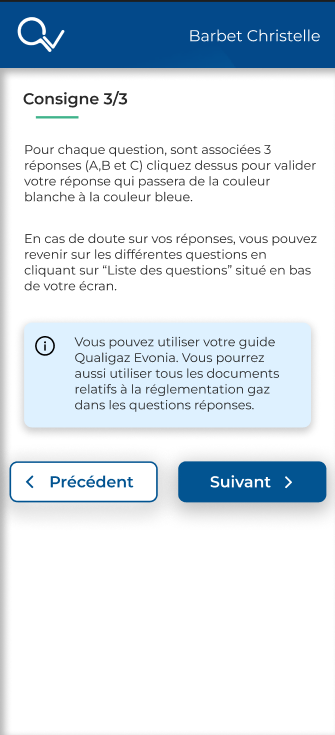 Barbet Christelle
Consigne 3/3
Pour chaque question, sont associées 3
réponses (A,B et C) cliquez dessus pour valider
votre réponse qui passera de la couleur
blanche à la couleur bleue.
En cas de doute sur vos réponses, vous pouvez
revenir sur les différentes questions en
cliquant sur “Liste des questions” situé en bas
de votre écran.
Vous pouvez utiliser votre guide
Qualigaz Evonia. Vous pourrez
aussi utiliser tous les documents
relatifs à la réglementation gaz
dans les questions réponses.
Précédent
Suivant